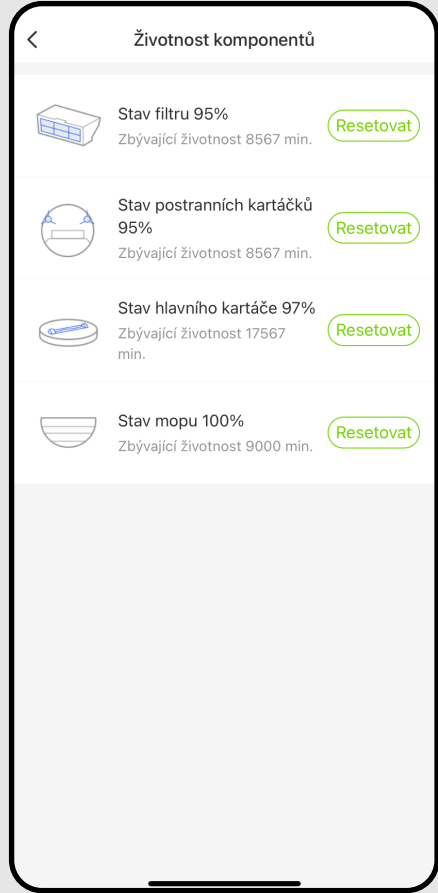 Životnost komponentů
Stav filtru 95%
Zbývající životnost 8567 min.
Resetovat
Stav postranních kartáčků
95%
Zbývající životnost 8567 min.
Resetovat
Stav hlavního kartáče 97%
Zbývající životnost 17567
min.
Resetovat
Stav mopu 100%
Zbývající životnost 9000 min.
Resetovat